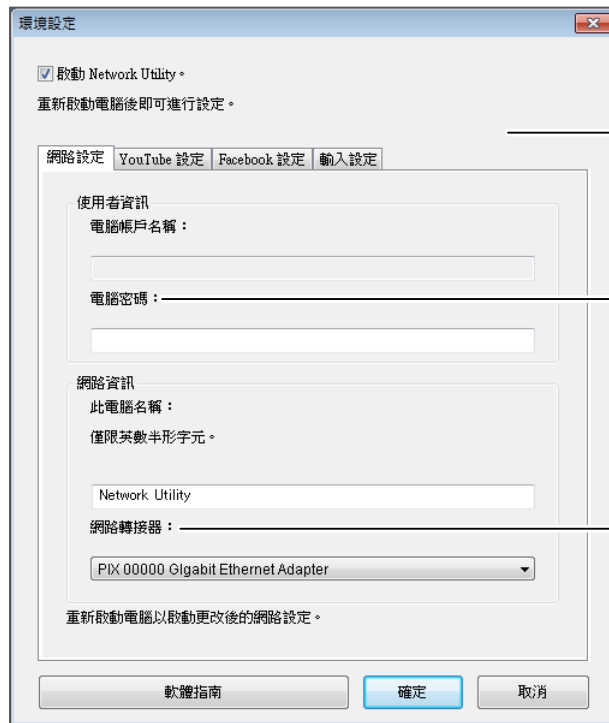 環境設定
啟動 Network Utility。
重新啟動電腦後即可進行設定。
網路設定 YouTube 設定 Facebook 設定 輸入設定
使用者資訊
電腦帳戶名稱：
電腦密碼：
網路資訊
此電腦名稱：
僅限英數半形字元。
Network Utility
網路轉接器：
PIX 00000 GIgabit Ethernet Adapter
重新啟動電腦以啟動更改後的網路設定。
軟體指南 確定 取消